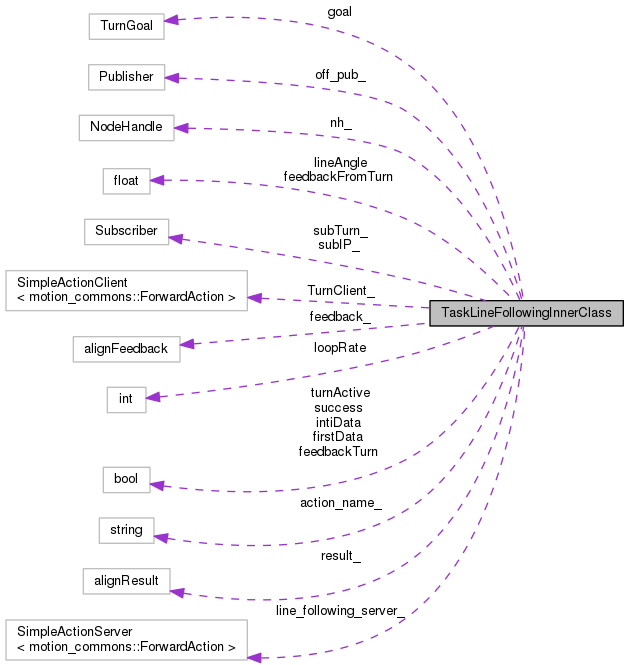 goal
TurnGoal
off_pub_
Publisher
nh_
NodeHandle
lineAngle
feedbackFromTurn
float
subTurn_
subIP_
Subscriber
SimpleActionClient
< motion_commons::ForwardAction >
TurnClient_
TaskLineFollowingInnerClass
feedback_
alignFeedback
loopRate
int
turnActive
success
intiData
firstData
feedbackTurn
bool
action_name_
string
result_
alignResult
line_following_server_
SimpleActionServer
< motion_commons::ForwardAction >